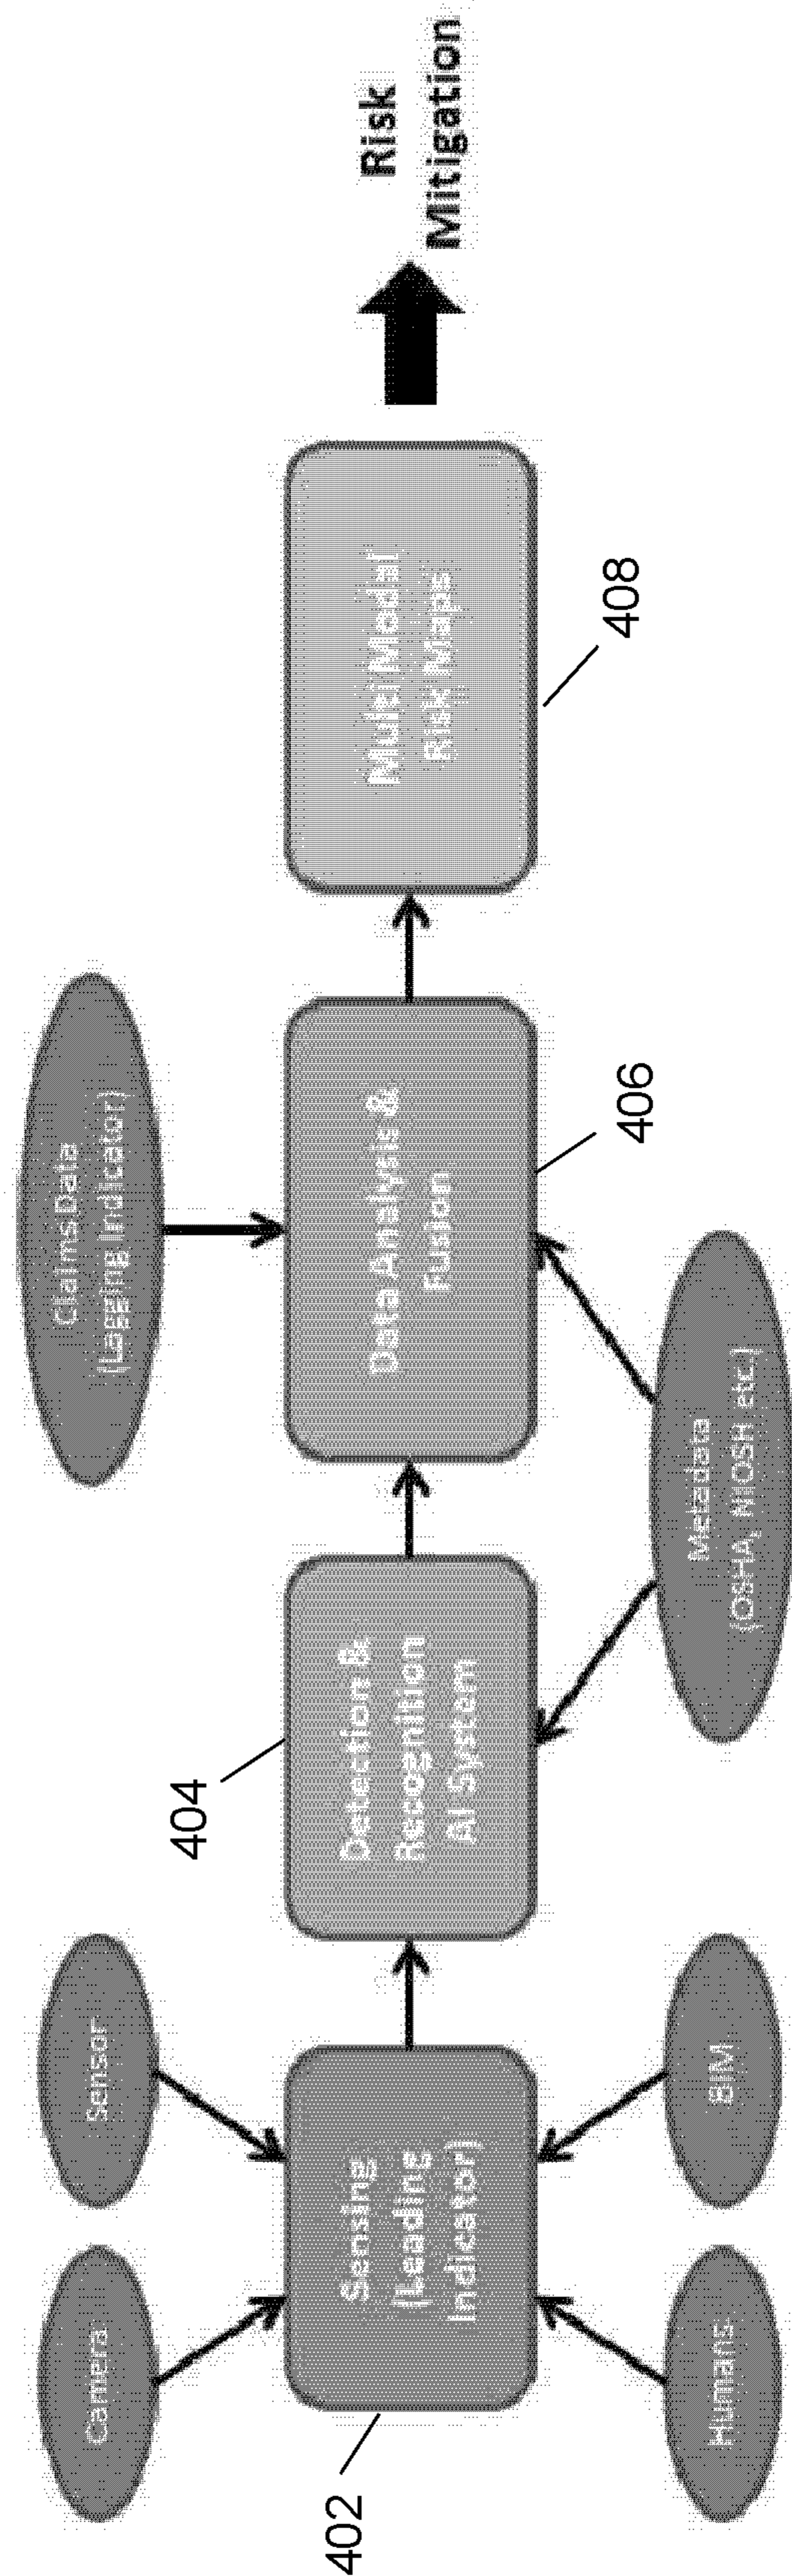 Camera
Sensor
Claims Data
(Lagging Indicator)
402
404
Sensing
(Leading
Indicator)
Detection &
Recognition
AI System
Data Analysis &
Fusion
Multi Modal
Risk Maps
Risk
Mitigation
406
408
Humans
BIM
Metadata
(OSHA, NIOSH etc.)